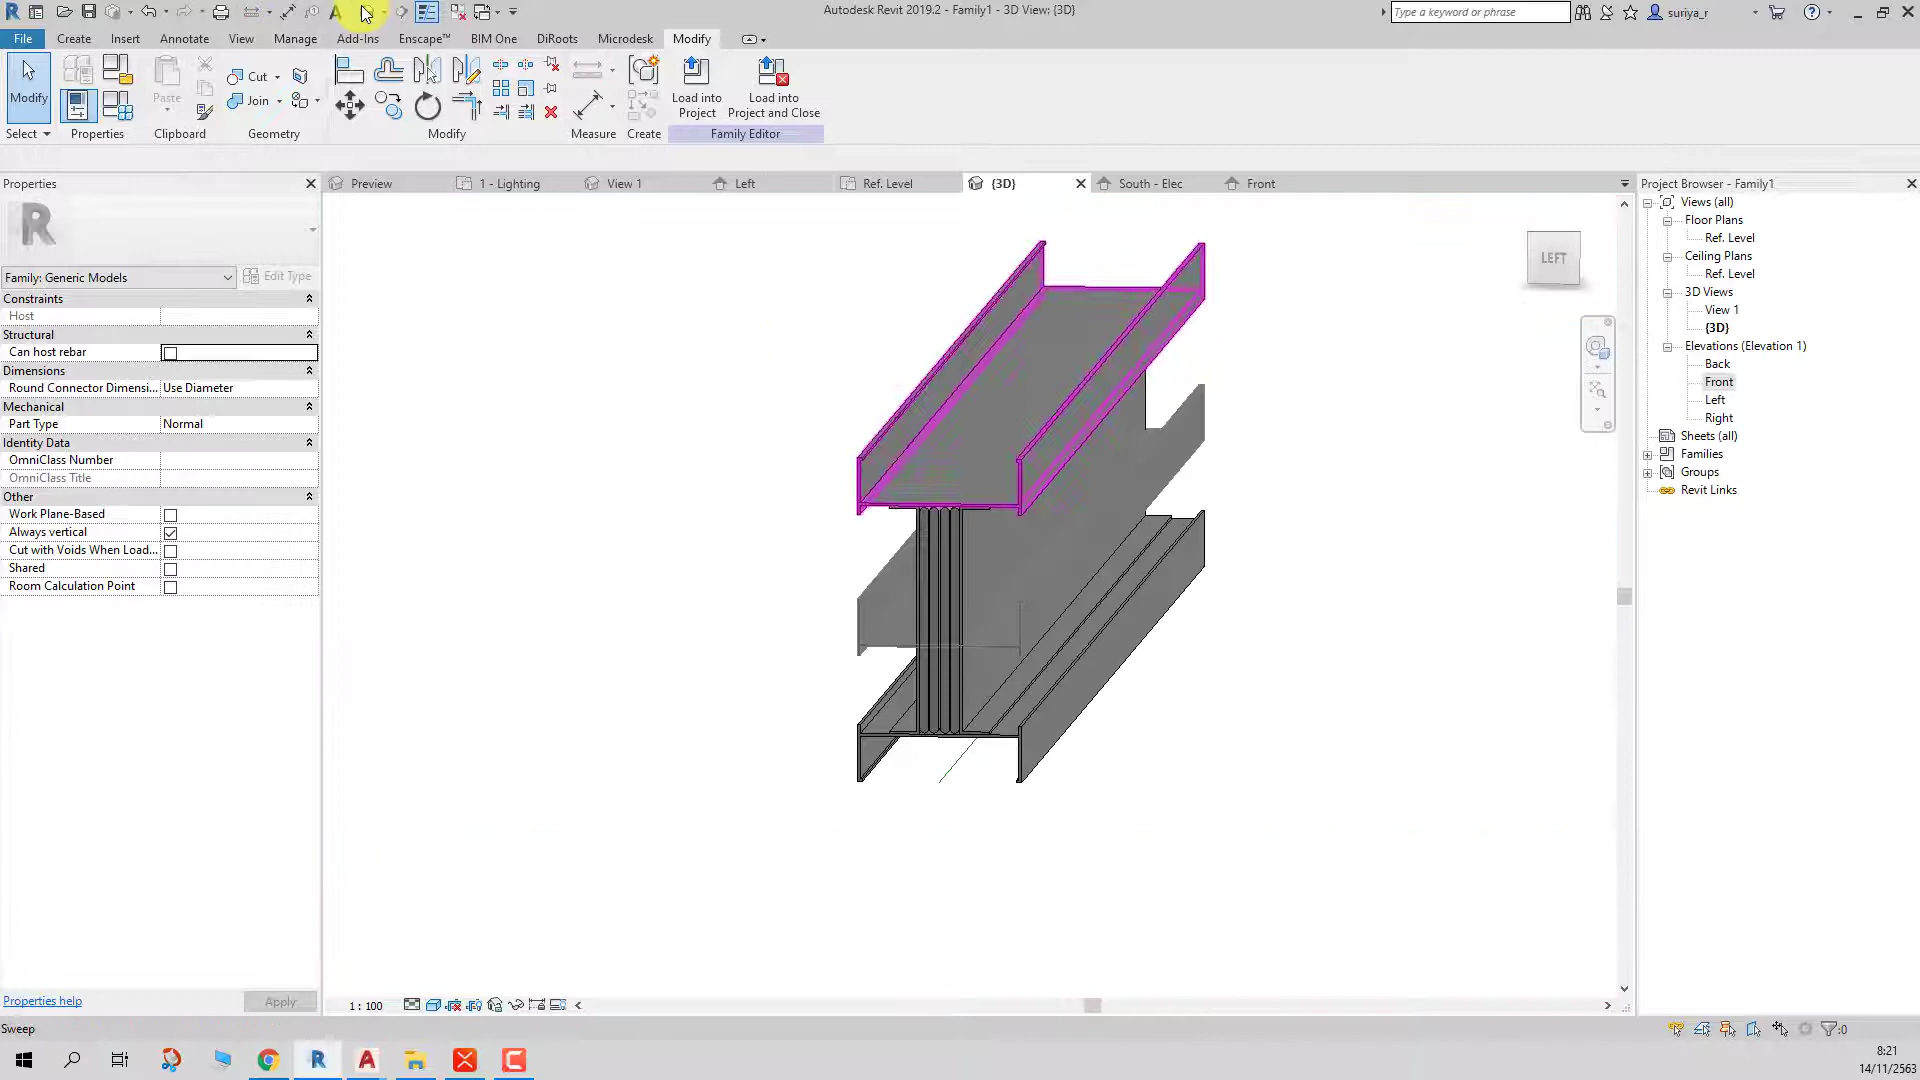 Autodesk Revit 2019.2 - Family1 - 3D View: {3D}
Type a keyword or phrase
suriya_r
File
Create
Insert
Annotate
View
Manage
Add-Ins
Enscape™
BIM One
DiRoots
Microdesk
Modify
Modify
Paste
Cut
Join
Load into
Project
Load into
Project and Close
Select
Properties
Clipboard
Geometry
Modify
Measure
Create
Family Editor
Properties
Preview
1 - Lighting
View 1
Left
Ref. Level
{3D}
South - Elec
Front
Project Browser - Family1
Family: Generic Models
Edit Type
Constraints
Host
Structural
Can host rebar
Dimensions
Round Connector Dimensi...
Use Diameter
Mechanical
Part Type
Normal
Identity Data
OmniClass Number
OmniClass Title
Other
Work Plane-Based
Always vertical
Cut with Voids When Load...
Shared
Room Calculation Point
LEFT
Views (all)
Floor Plans
Ref. Level
Ceiling Plans
Ref. Level
3D Views
View 1
{3D}
Elevations (Elevation 1)
Back
Front
Left
Right
Sheets (all)
Families
Groups
Revit Links
Properties help
Apply
1 : 100
Sweep
:0
8:21
14/11/2563